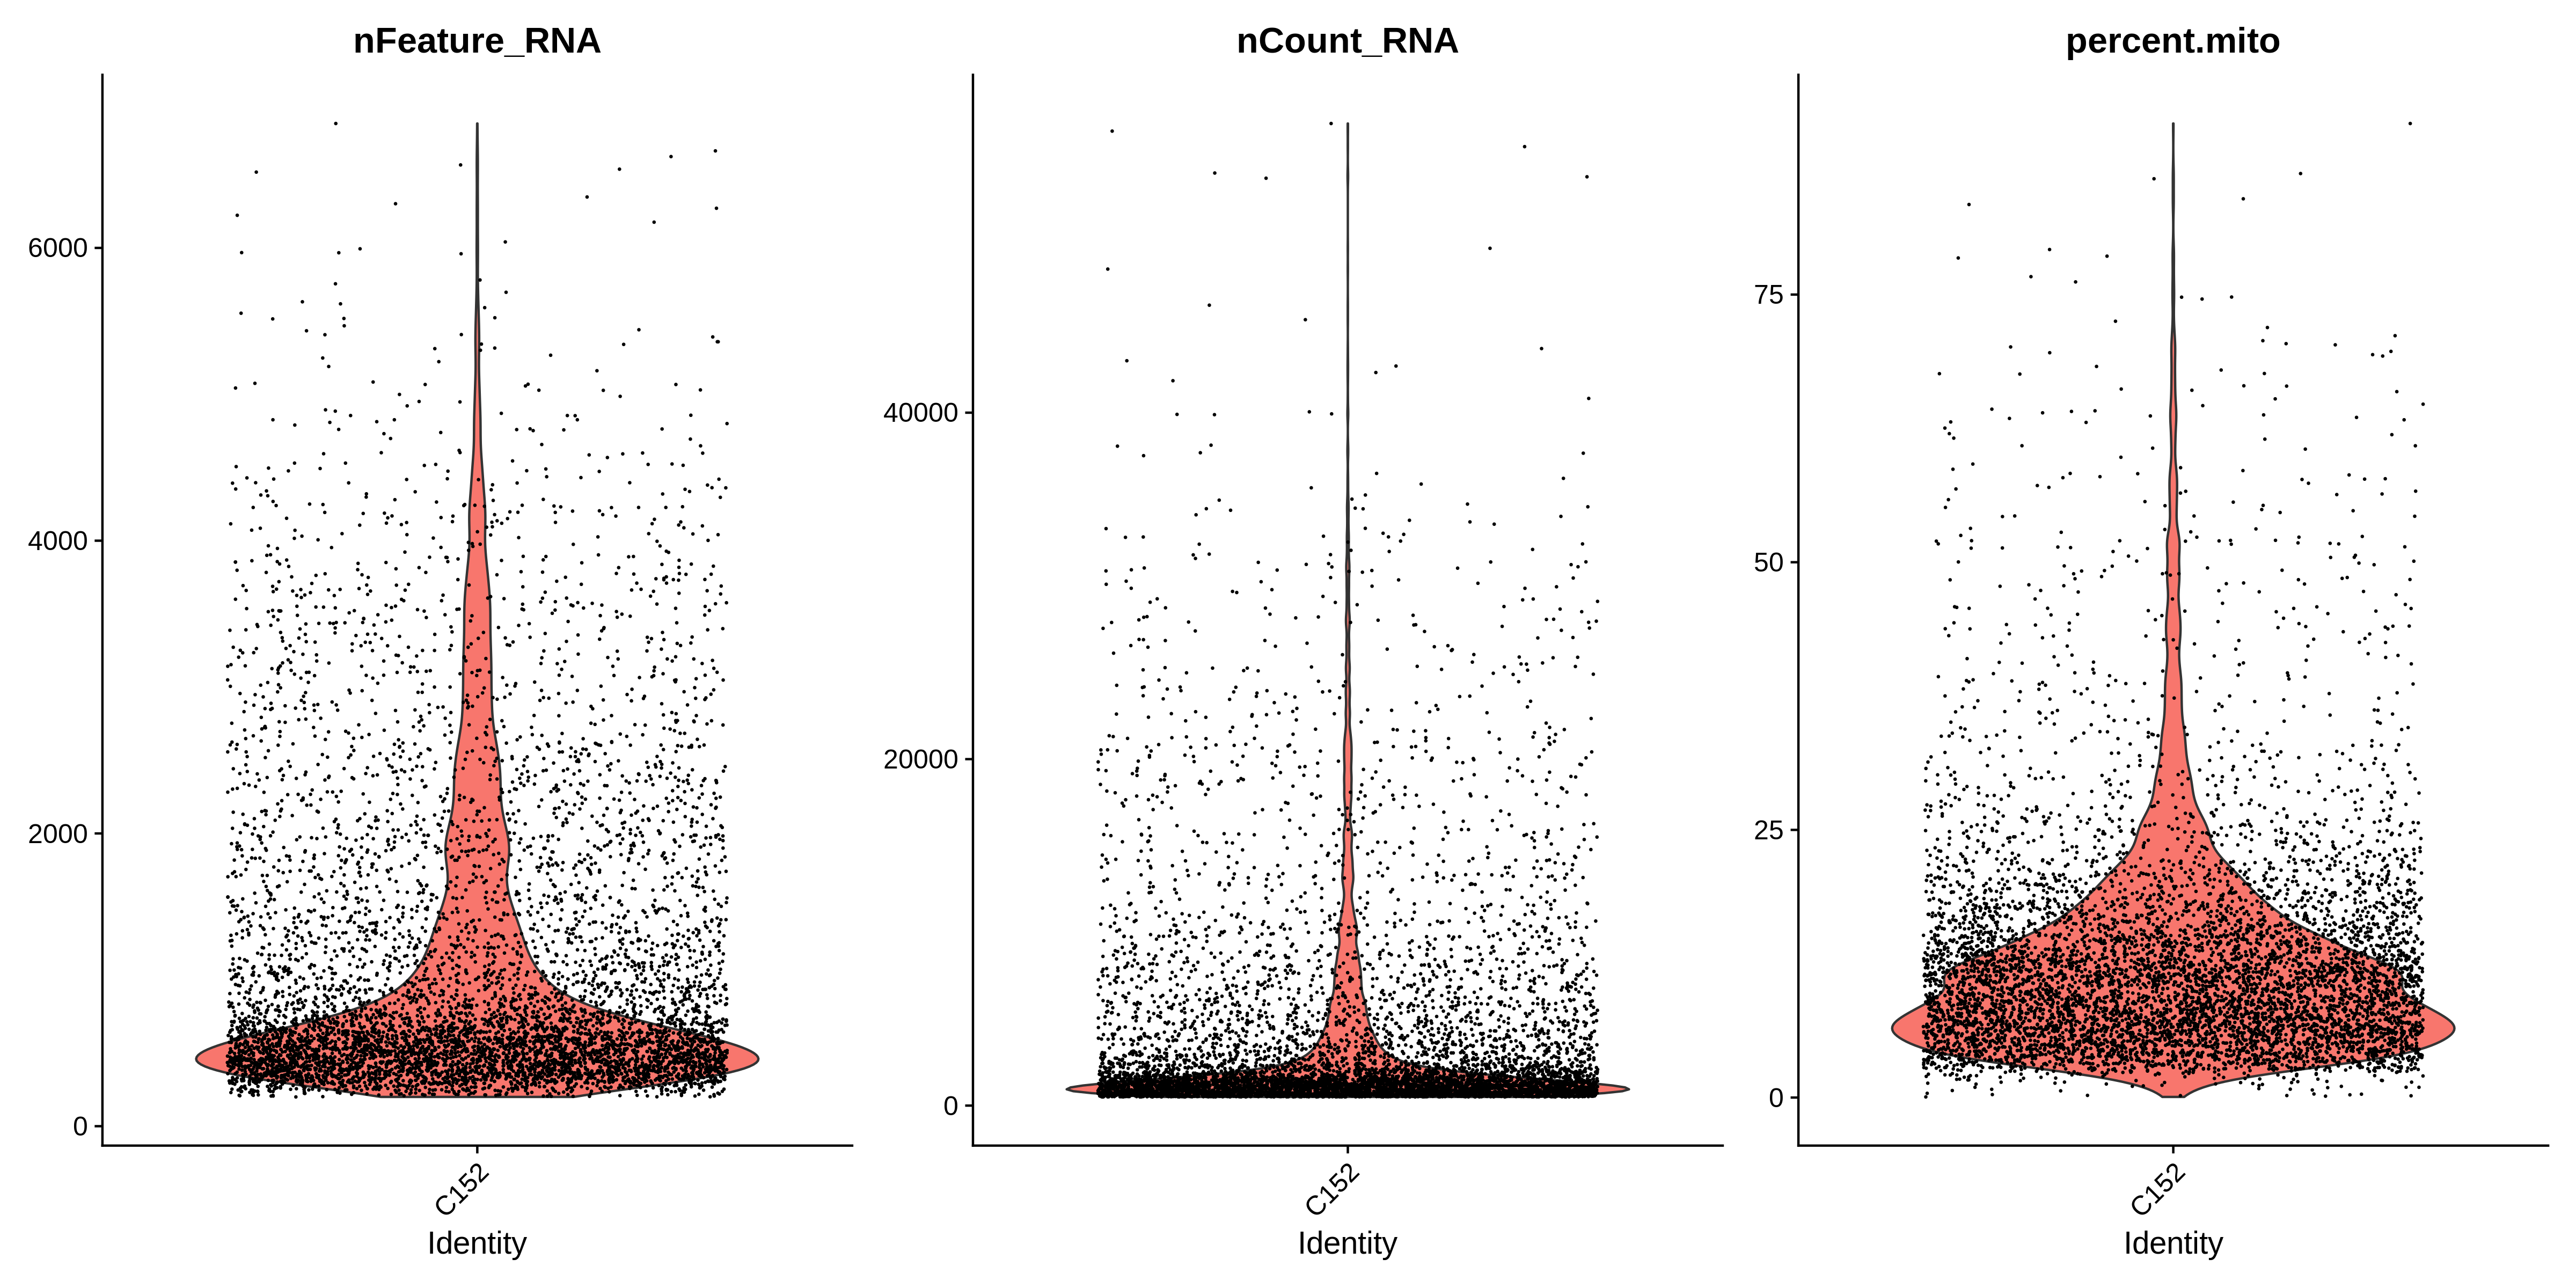 nFeature_RNA
6000
4000
2000
0
C152
Identity
nCount_RNA
40000
20000
0
C152
Identity
percent.mito
75
50
25
0
C152
Identity